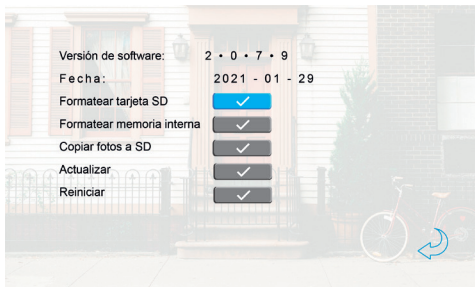 Versión de software: 2 · 0 · 7 · 9
Fecha: 2021 - 01 - 29
Formatear tarjeta SD
Formatear memoria interna
Copiar fotos a SD
Actualizar
Reiniciar